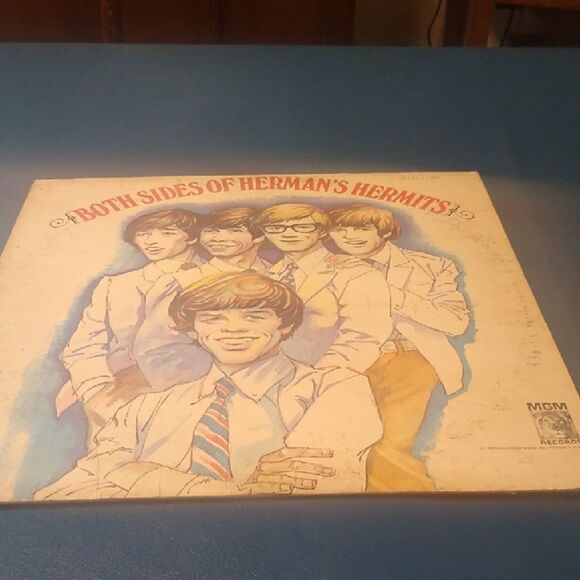 BOTH SIDES OF HERMAN'S HERMITS
MGM
RECORDS